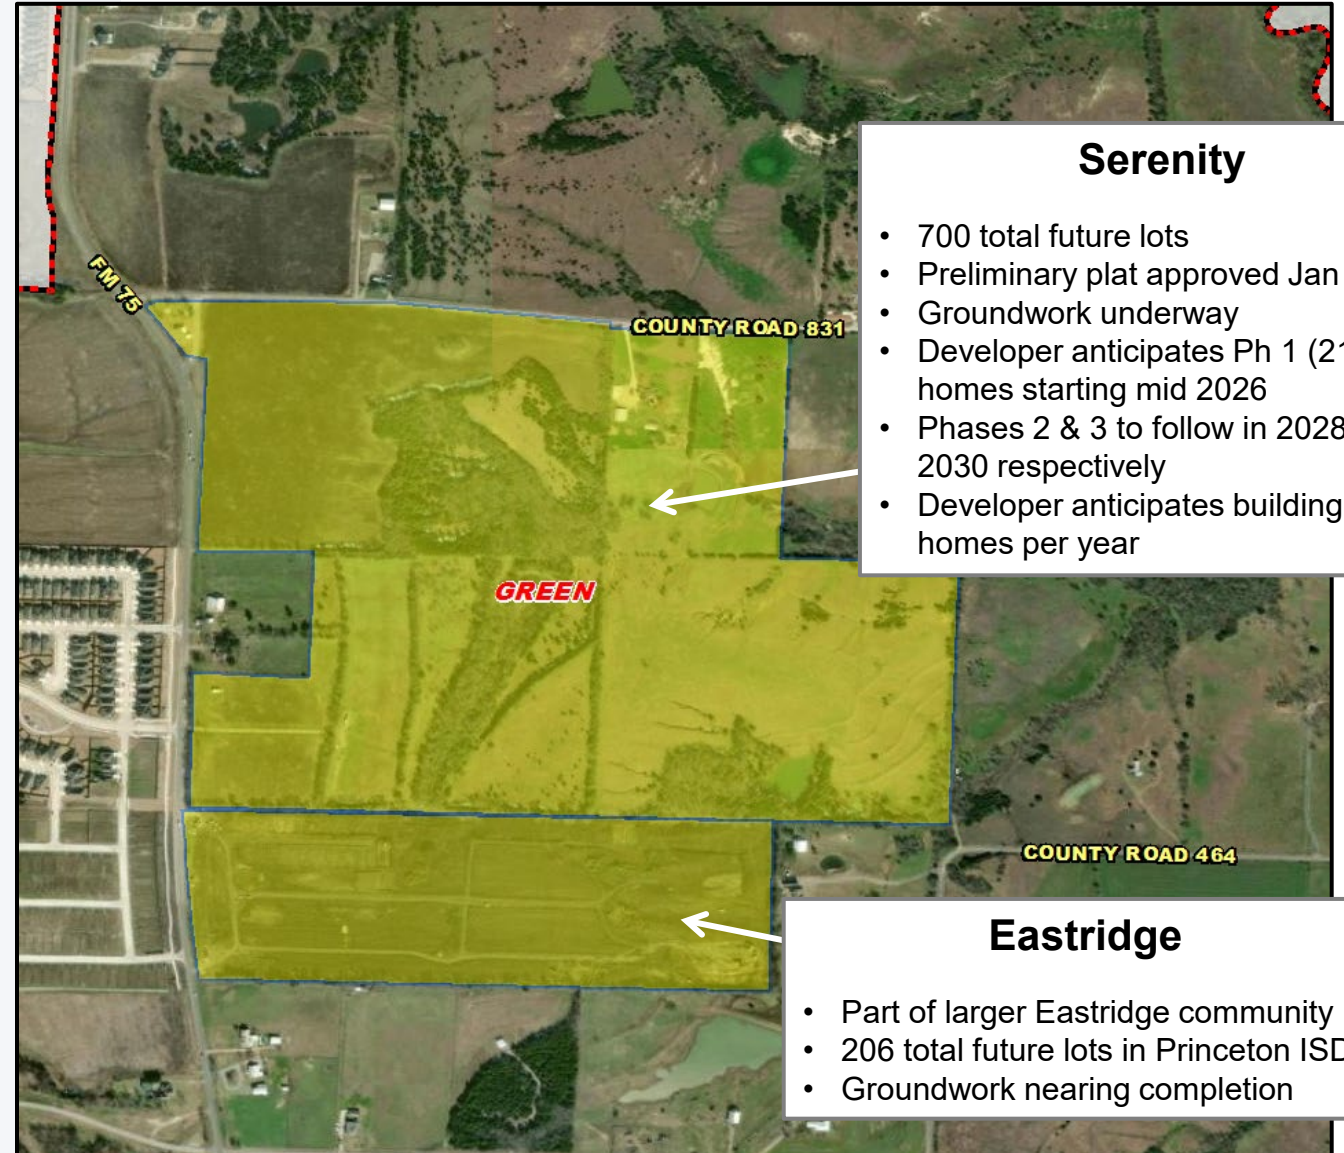 Serenity
• 700 total future lots
• Preliminary plat approved Jan
• Groundwork underway
• Developer anticipates Ph 1 (21
homes starting mid 2026
• Phases 2 & 3 to follow in 2028
2030 respectively
• Developer anticipates building
homes per year
FM 75
COUNTY ROAD 831
GREEN
COUNTY ROAD 464
Eastridge
• Part of larger Eastridge community
• 206 total future lots in Princeton ISD
• Groundwork nearing completion